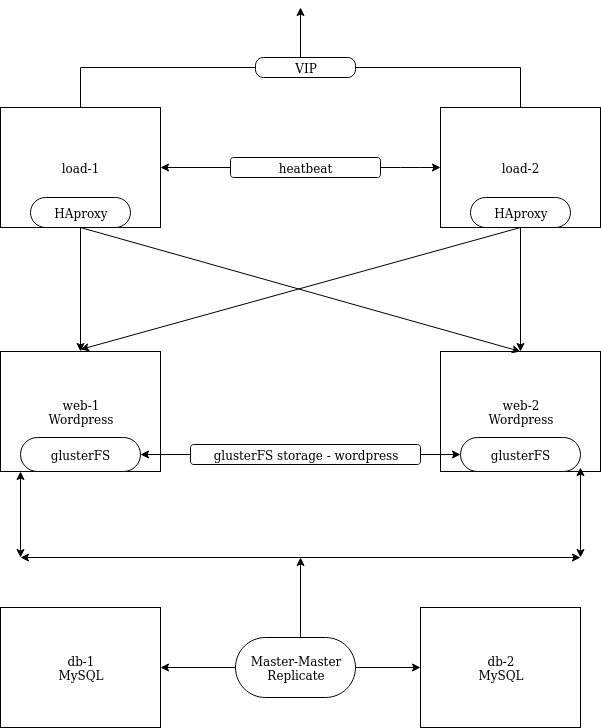 VIP
load-1
heatbeat
load-2
HAproxy
HAproxy
web-1
Wordpress
web-2
Wordpress
glusterFS
glusterFS storage - wordpress
glusterFS
db-1
MySQL
Master-Master
Replicate
db-2
MySQL